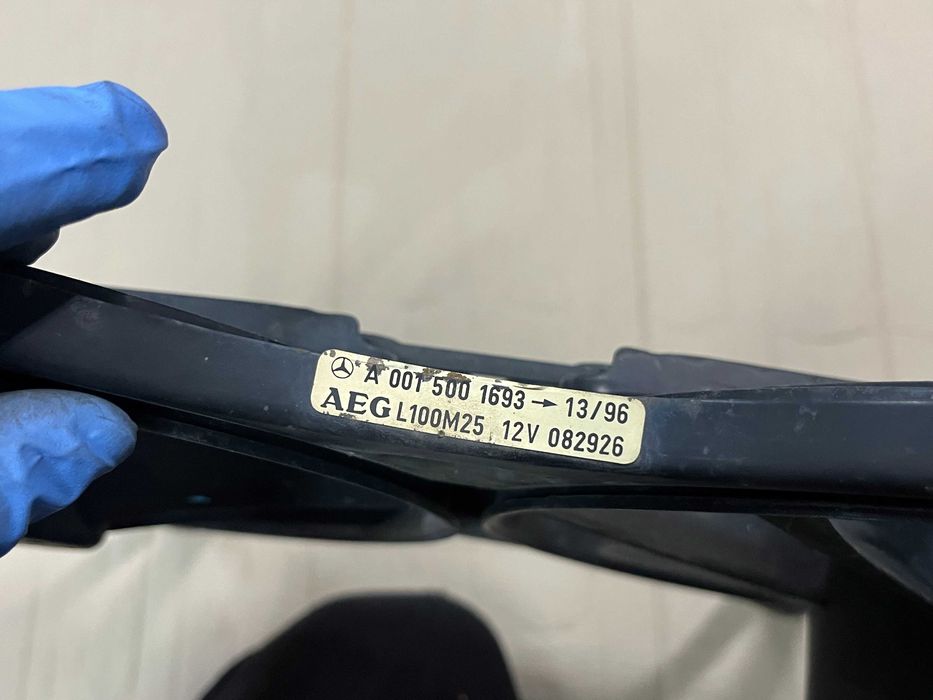 A 001 500 1693 → 13/96
AEG L100M25 12V 082926